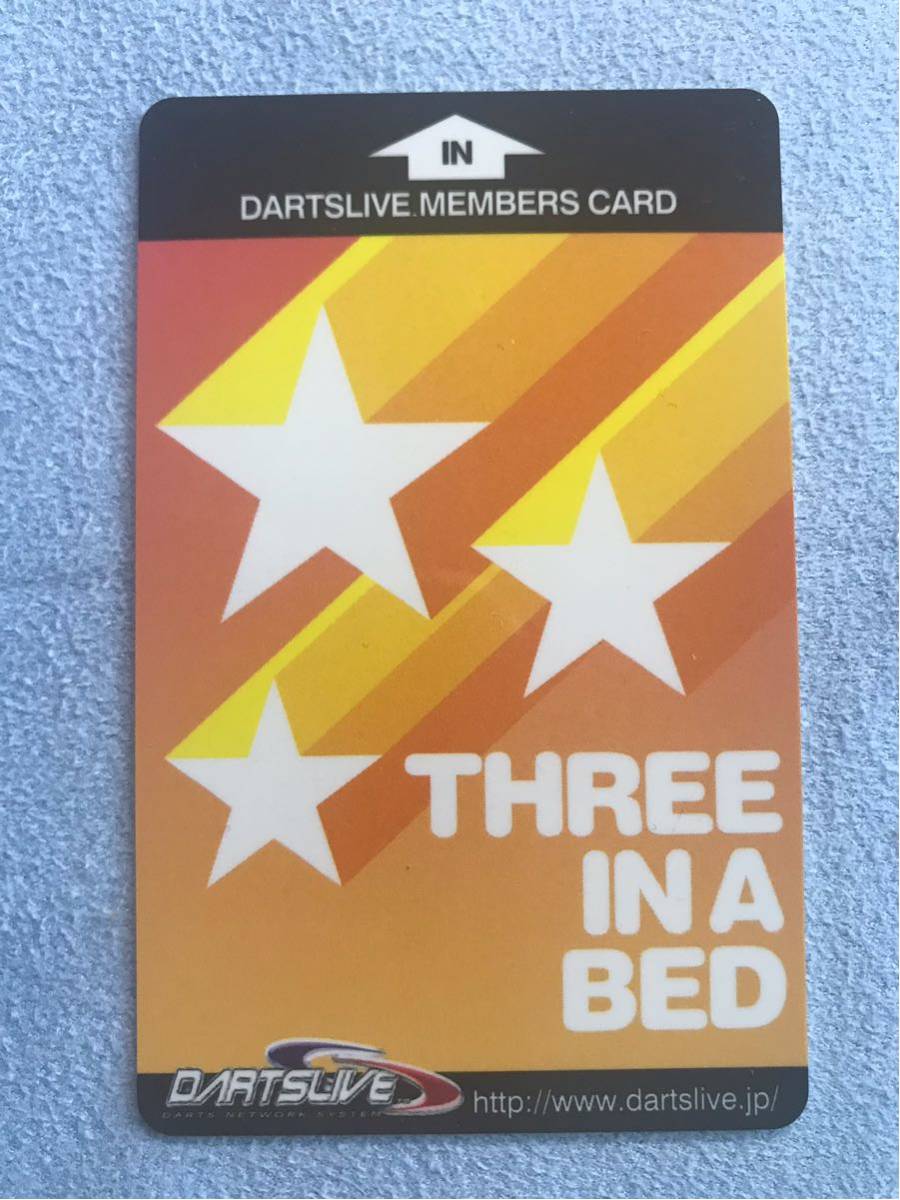 IN
DARTSLIVE MEMBERS CARD
THREE
IN A
BED
DARTSLIVE
DARTS NETWORK SYSTEM
http://www.dartslive.jp/